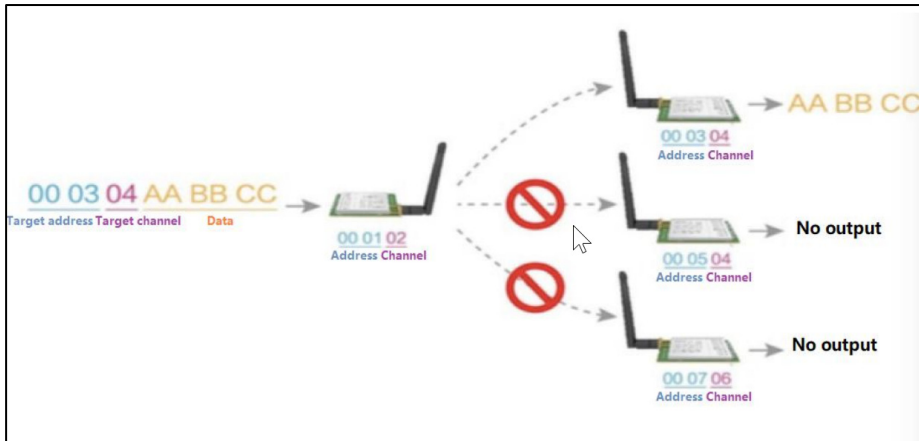 00 03 04 AA BB CC
Target address Target channel Data
00 01 02
Address Channel
00 03 04
Address Channel
AA BB CC
00 05 04
Address Channel
No output
00 07 06
Address Channel
No output